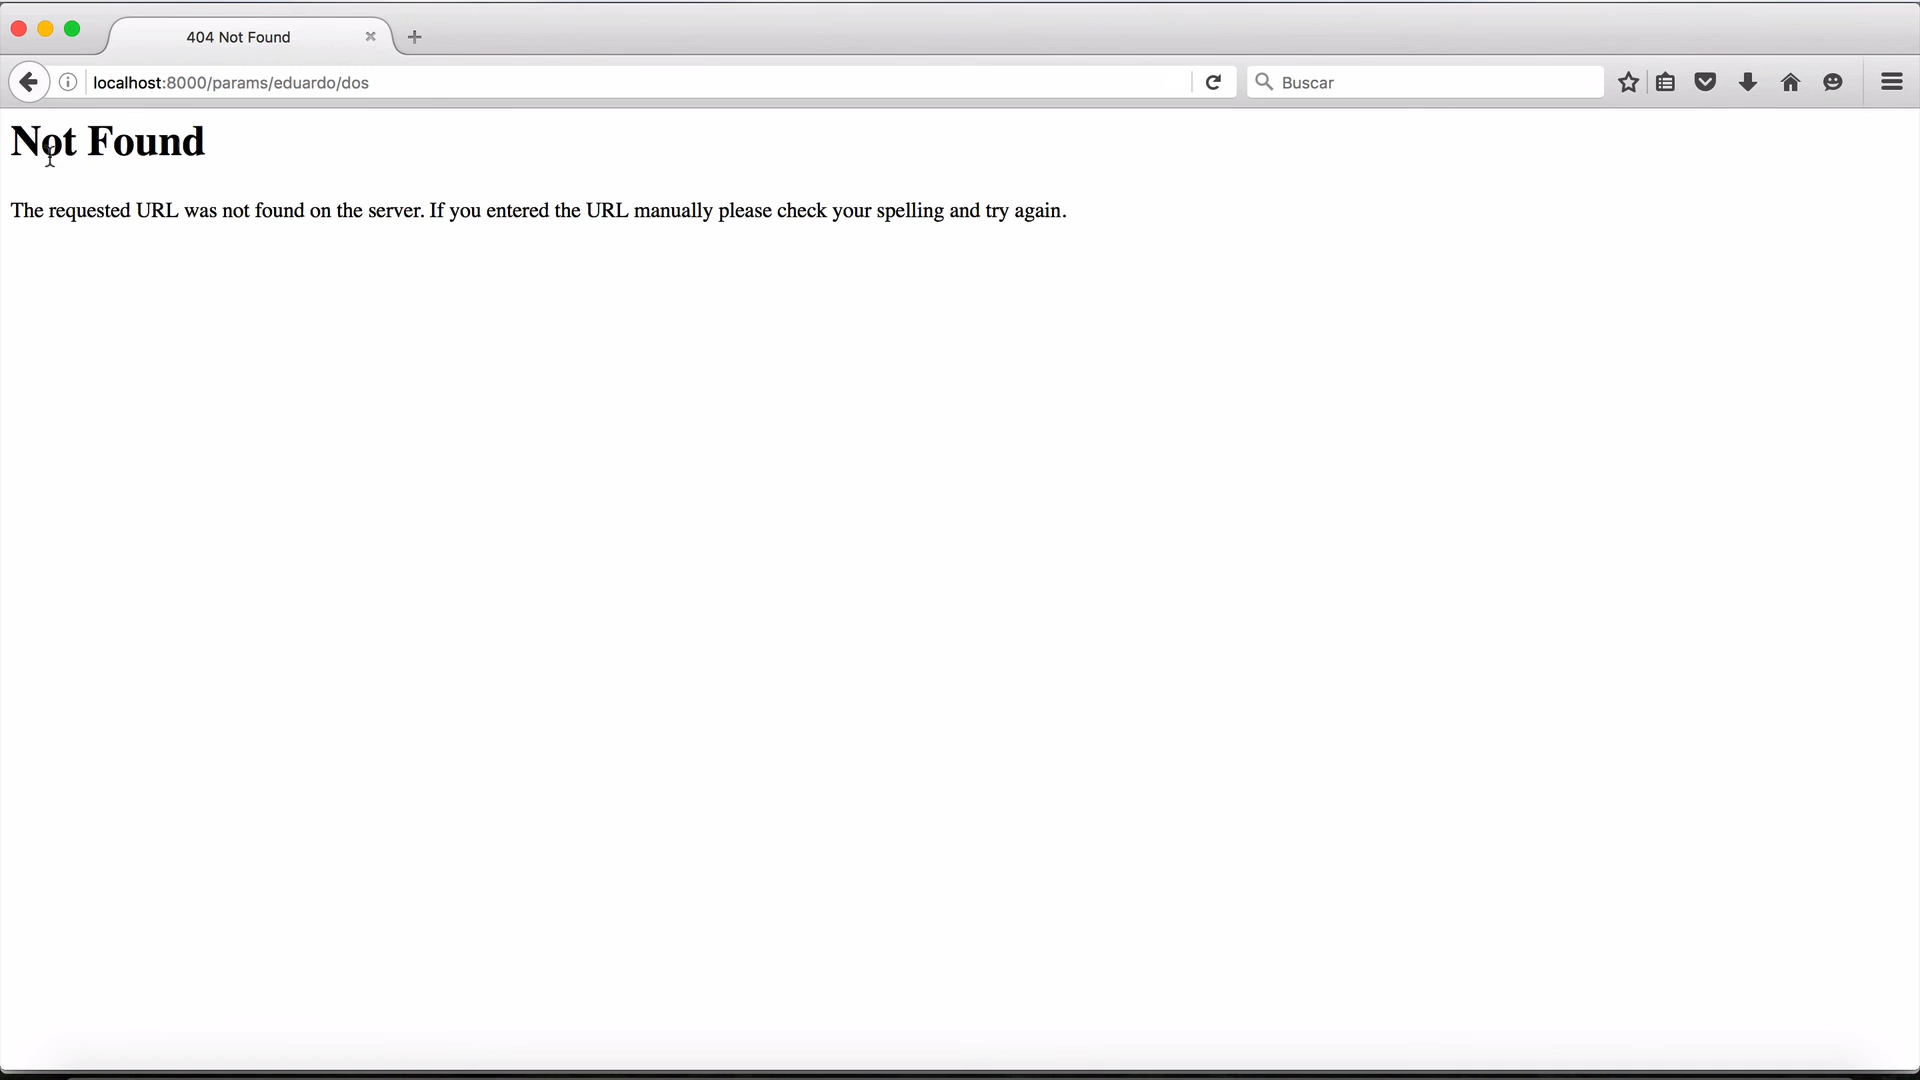 404 Not Found
localhost:8000/params/eduardo/dos
Buscar
Not Found
The requested URL was not found on the server. If you entered the URL manually please check your spelling and try again.